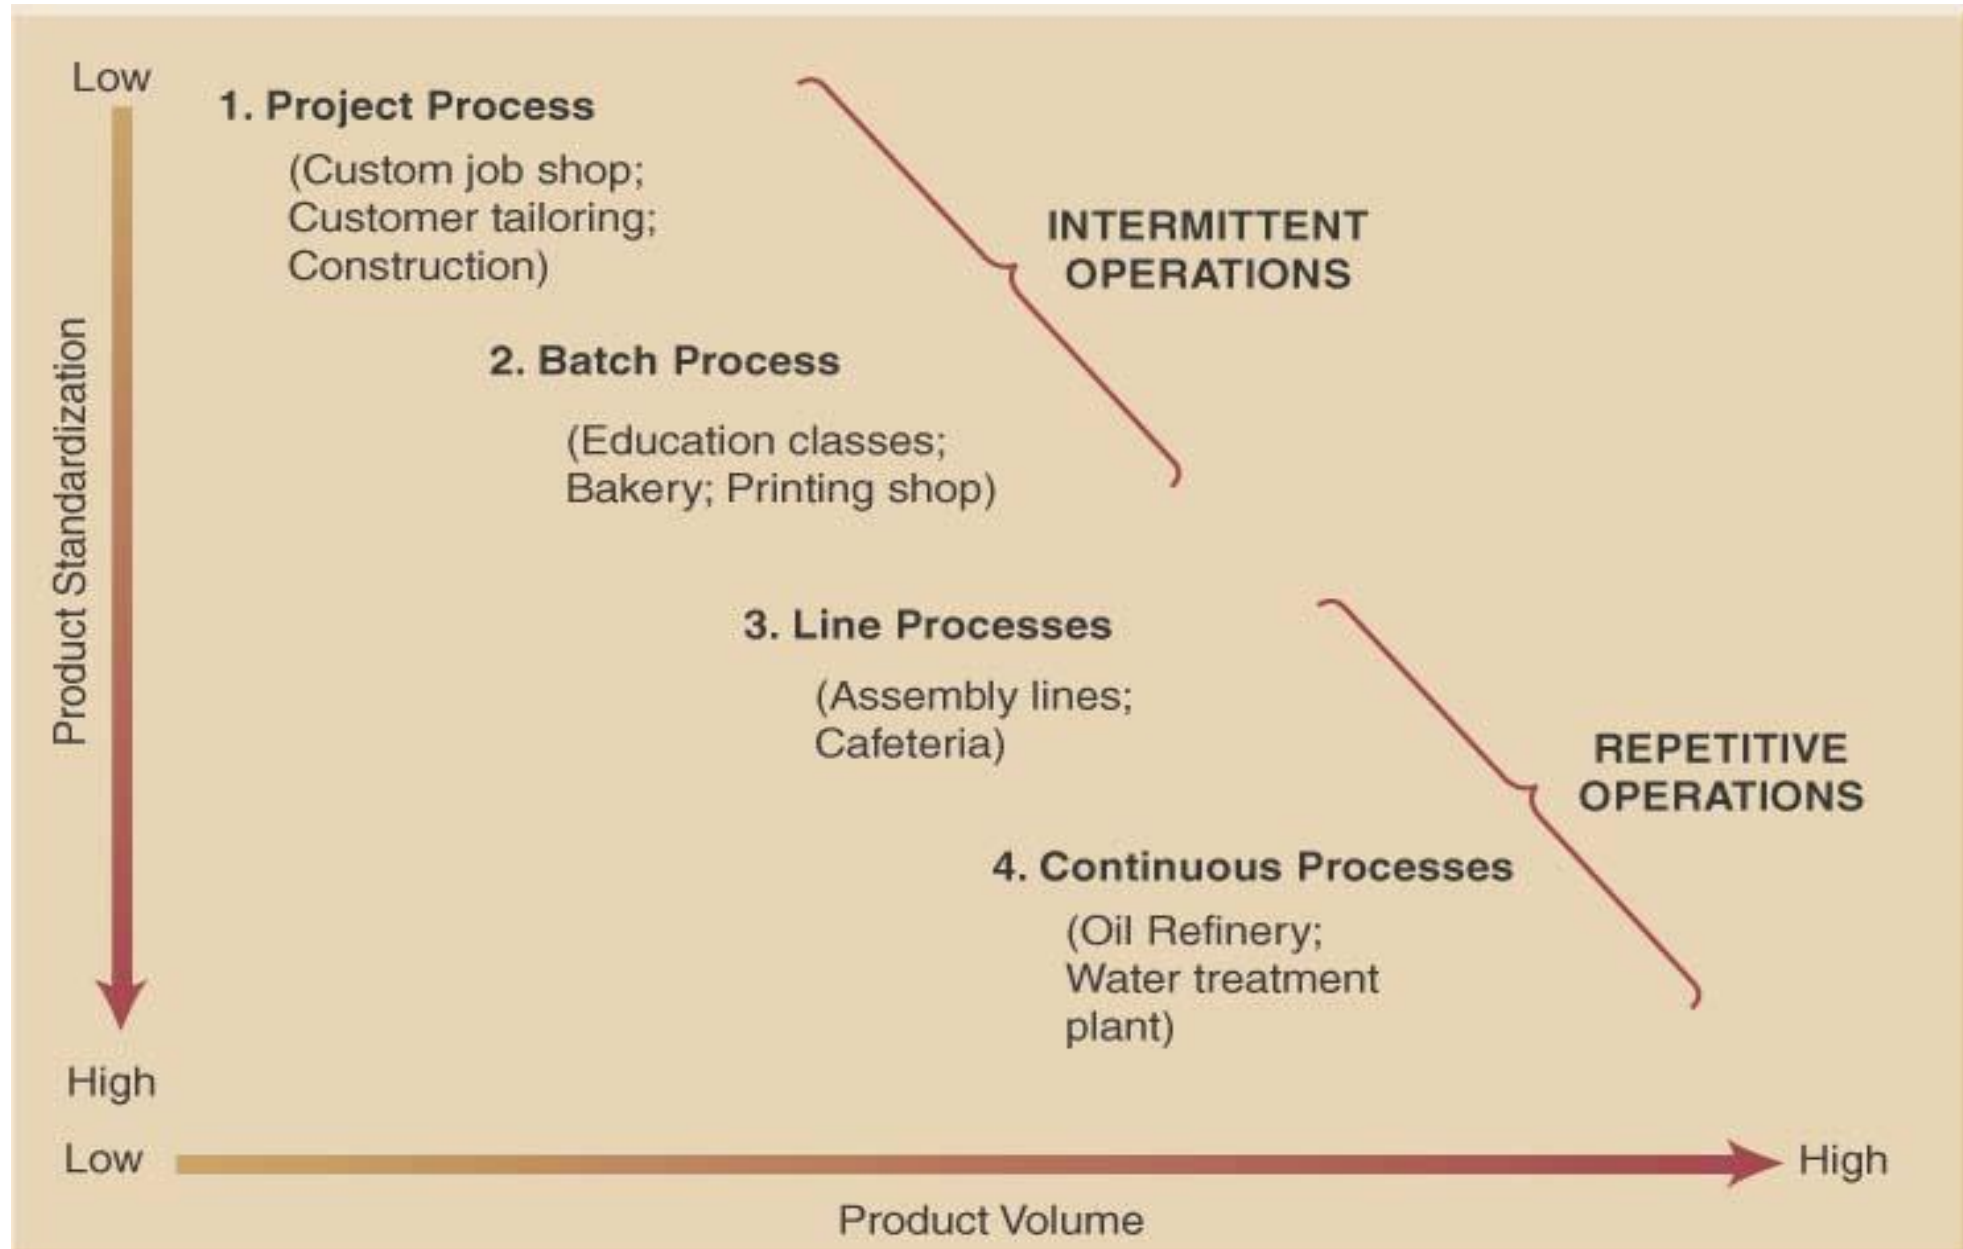 Low
1. Project Process
(Custom job shop;
Customer tailoring;
Construction)
INTERMITTENT
OPERATIONS
2. Batch Process
(Education classes;
Bakery; Printing shop)
Product Standardization
3. Line Processes
(Assembly lines;
Cafeteria)
REPETITIVE
OPERATIONS
4. Continuous Processes
(Oil Refinery;
Water treatment
plant)
High
Low
High
Product Volume